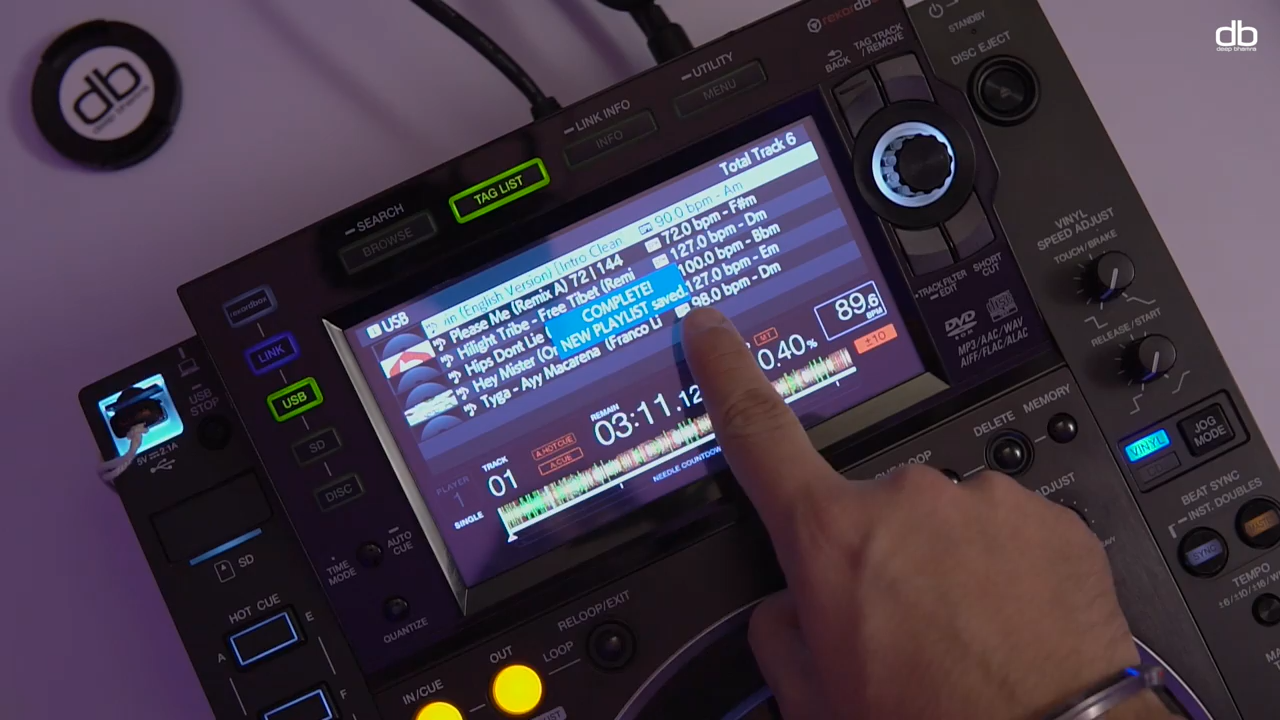 db
deep bhamra
db
rekordbox
STANDBY
DISC EJECT
TAG TRACK
/ REMOVE
BACK
UTILITY
MENU
LINK INFO
INFO
TAG LIST
SEARCH
BROWSE
rekordbox
LINK
USB
SD
DISC
USB
STOP
5V 2.1A
SD
USB
Total Track 6
(English Version) [Intro Clean 90.0 bpm - Am
Please Me (Remix A) 72 | 144 72.0 bpm - F#m
Hilight Tribe - Free Tibet (Remi 127.0 bpm - Dm
Hips Dont Lie 100.0 bpm - Bbm
Hey Mister (Or 127.0 bpm - Em
Tyga - Ayy Macarena (Franco Li 98.0 bpm - Dm
COMPLETE!
NEW PLAYLIST saved.
PLAYER
1
SINGLE
TRACK
01
A.HOTCUE
A.CUE
REMAIN
03:11.12
MT
0.40%
89.6
BPM
±10
NEEDLE COUNTDOWN
TRACK FILTER
/ EDIT
SHORT
CUT
DVD
MP3/AAC/WAV
AIFF/FLAC/ALAC
VINYL
SPEED ADJUST
TOUCH/BRAKE
RELEASE/START
VINYL
JOG
MODE
TIME
MODE
AUTO
CUE
QUANTIZE
HOT CUE
A
E
F
IN/CUE
OUT
LOOP
RELOOP/EXIT
CUE/LOOP
DELETE
MEMORY
BEAT SYNC
INST. DOUBLES
SYNC
MASTER
TEMPO